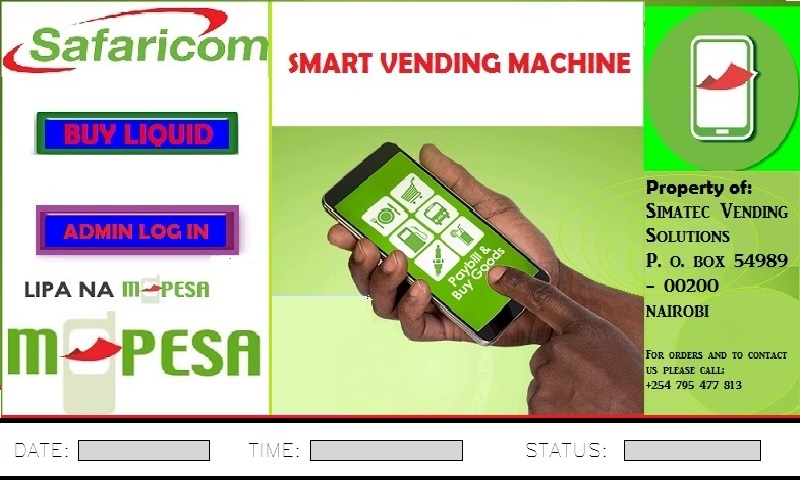 Safaricom
BUY LIQUID
ADMIN LOG IN
LIPA NA M-PESA
M-PESA
SMART VENDING MACHINE
Paybill &
Buy Goods
Property of:
SIMATEC VENDING
SOLUTIONS
P. O. BOX 54989
- 00200
NAIROBI
FOR ORDERS AND TO CONTACT
US PLEASE CALL:
+254 795 477 813
DATE:
TIME:
STATUS: